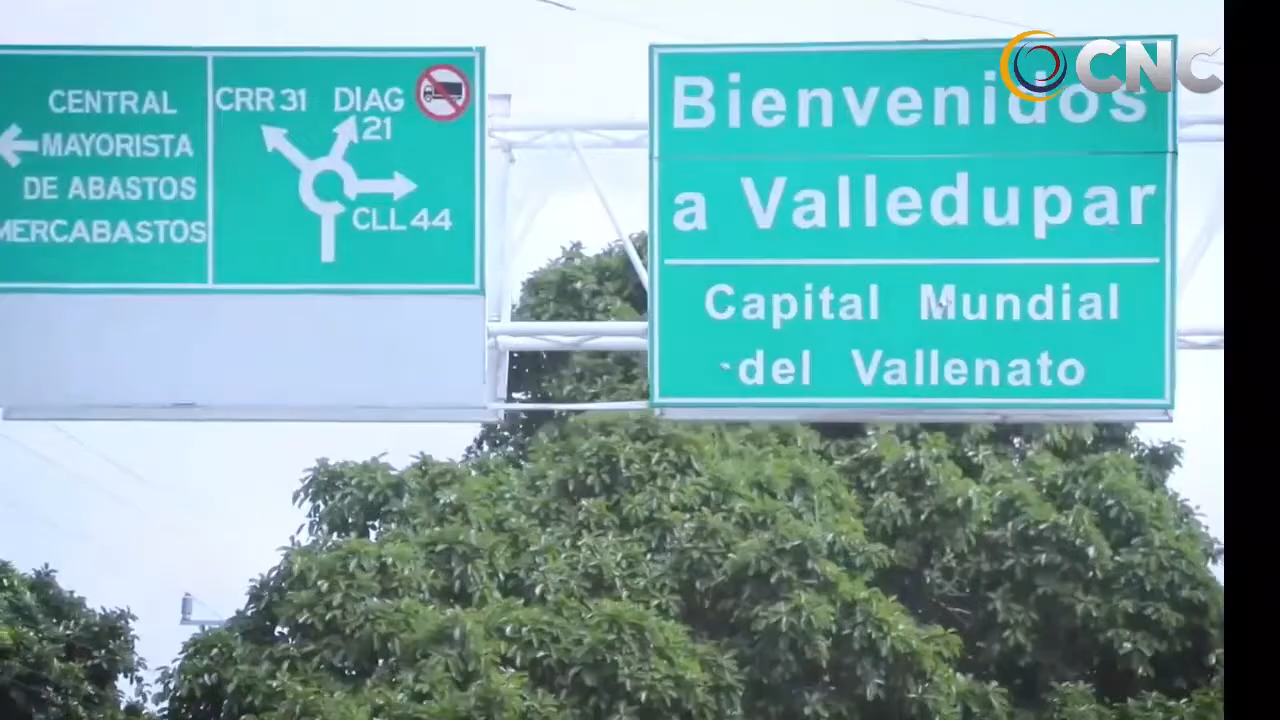 CENTRAL
MAYORISTA
DE ABASTOS
MERCABASTOS
CRR 31 DIAG
21
CLL 44
Bienvenidos
a Valledupar
Capital Mundial
del Vallenato
CNC